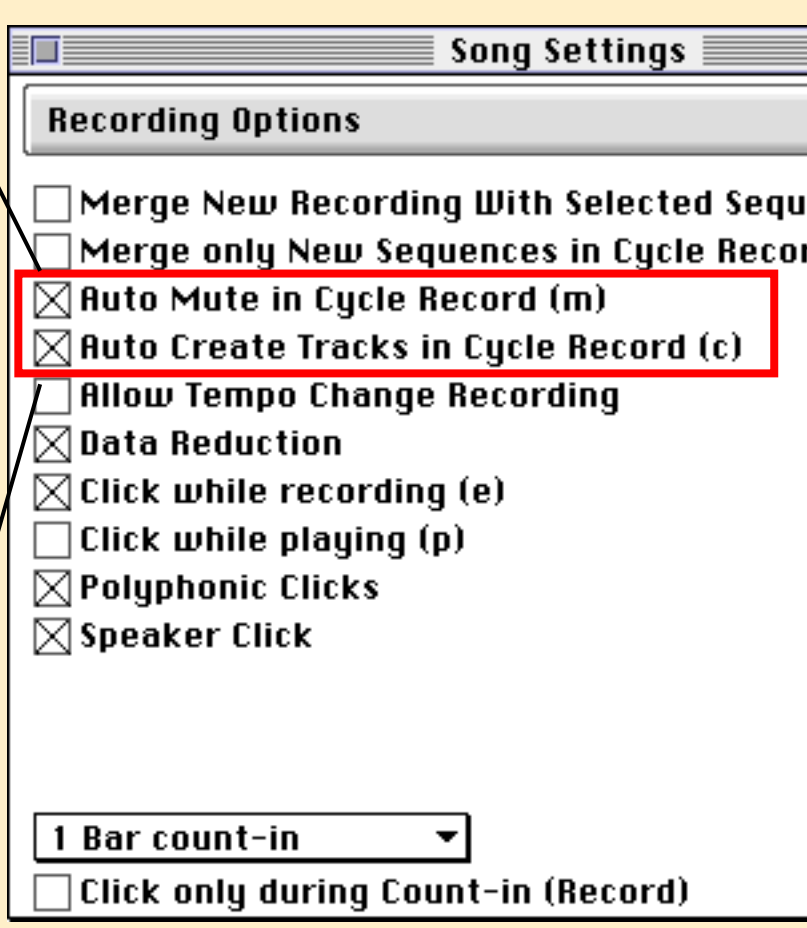 Song Settings
Recording Options
Merge New Recording With Selected
Merge only New Sequences in Cycle
Auto Mute in Cycle Record (m)
Auto Create Tracks in Cycle Record (c)
Allow Tempo Change Recording
Data Reduction
Click while recording (e)
Click while playing (p)
Polyphonic Clicks
Speaker Click
1 Bar count-in
Click only during Count-in (Record)